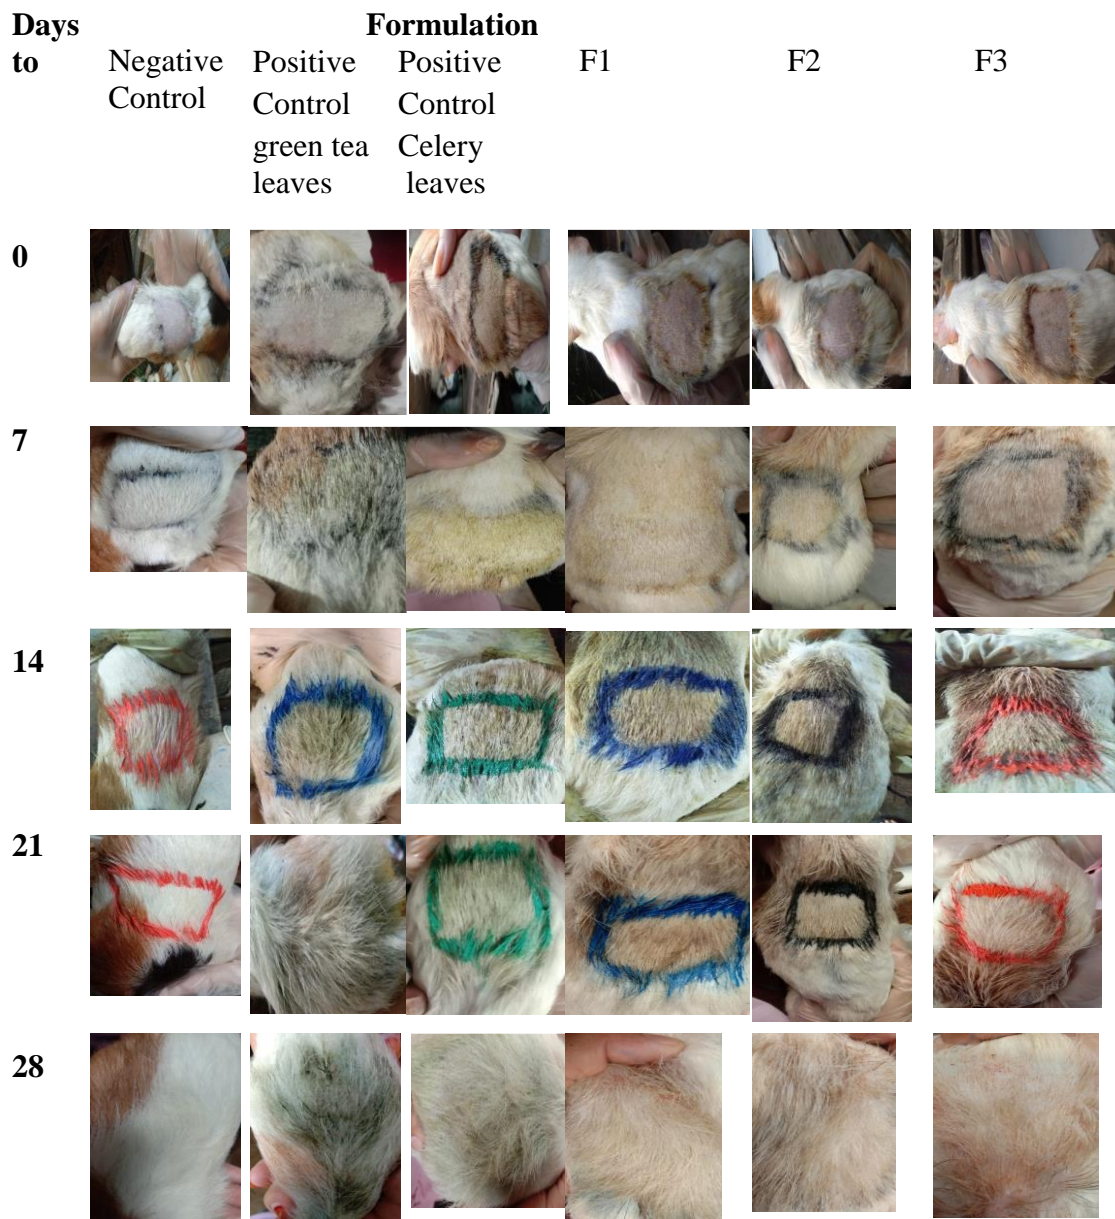 Days to
Formulation
Negative Control
Positive Control green tea leaves
Positive Control Celery leaves
F1
F2
F3
0
7
14
21
28